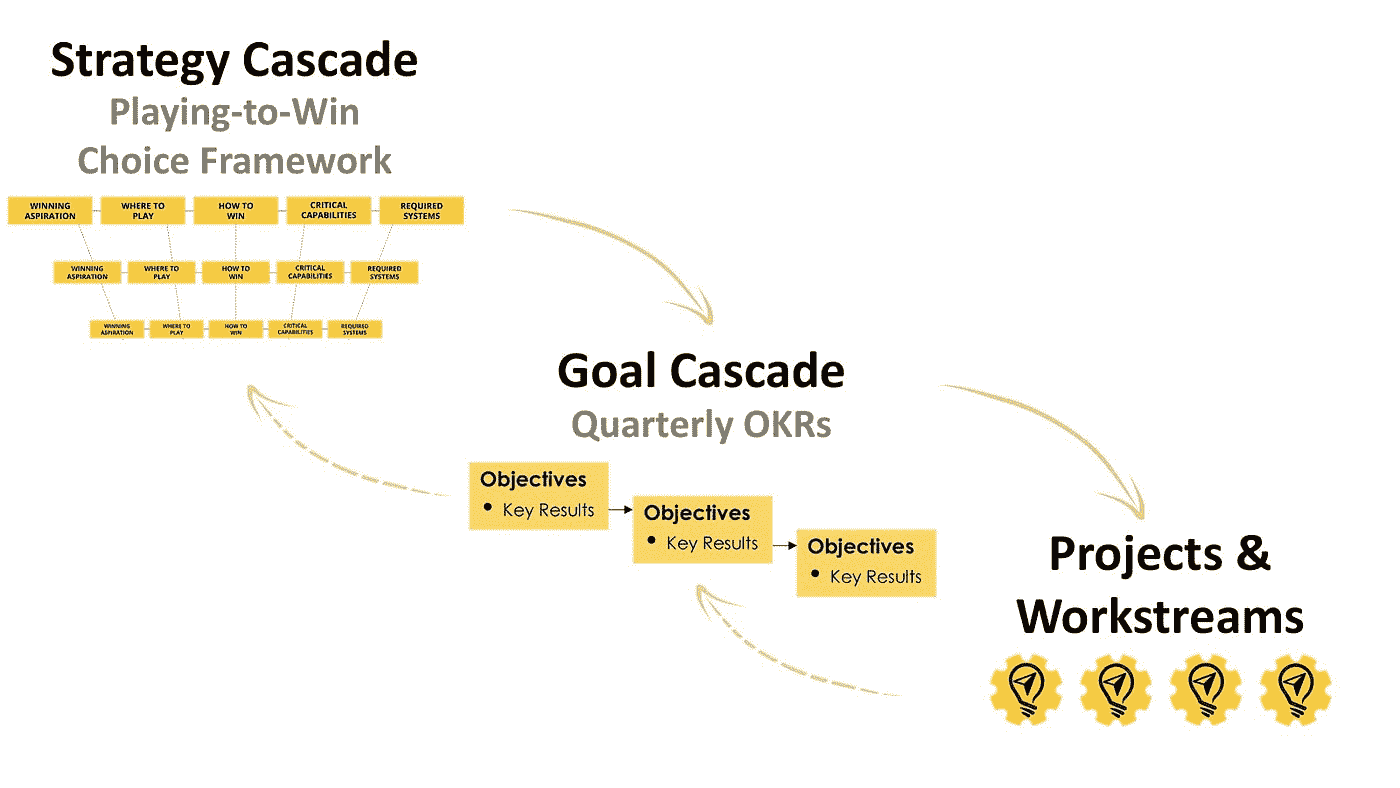 Strategy Cascade
Playing-to-Win
Choice Framework
WINNING
ASPIRATION
WHERE TO
PLAY
HOW TO
WIN
CRITICAL
CAPABILITIES
REQUIRED
SYSTEMS
WINNING
ASPIRATION
WHERE TO
PLAY
HOW TO
WIN
CRITICAL
CAPABILITIES
REQUIRED
SYSTEMS
WINNING
ASPIRATION
WHERE TO
PLAY
HOW TO
WIN
CRITICAL
CAPABILITIES
REQUIRED
SYSTEMS
Goal Cascade
Quarterly OKRs
Objectives
• Key Results
Objectives
• Key Results
Objectives
• Key Results
Projects &
Workstreams